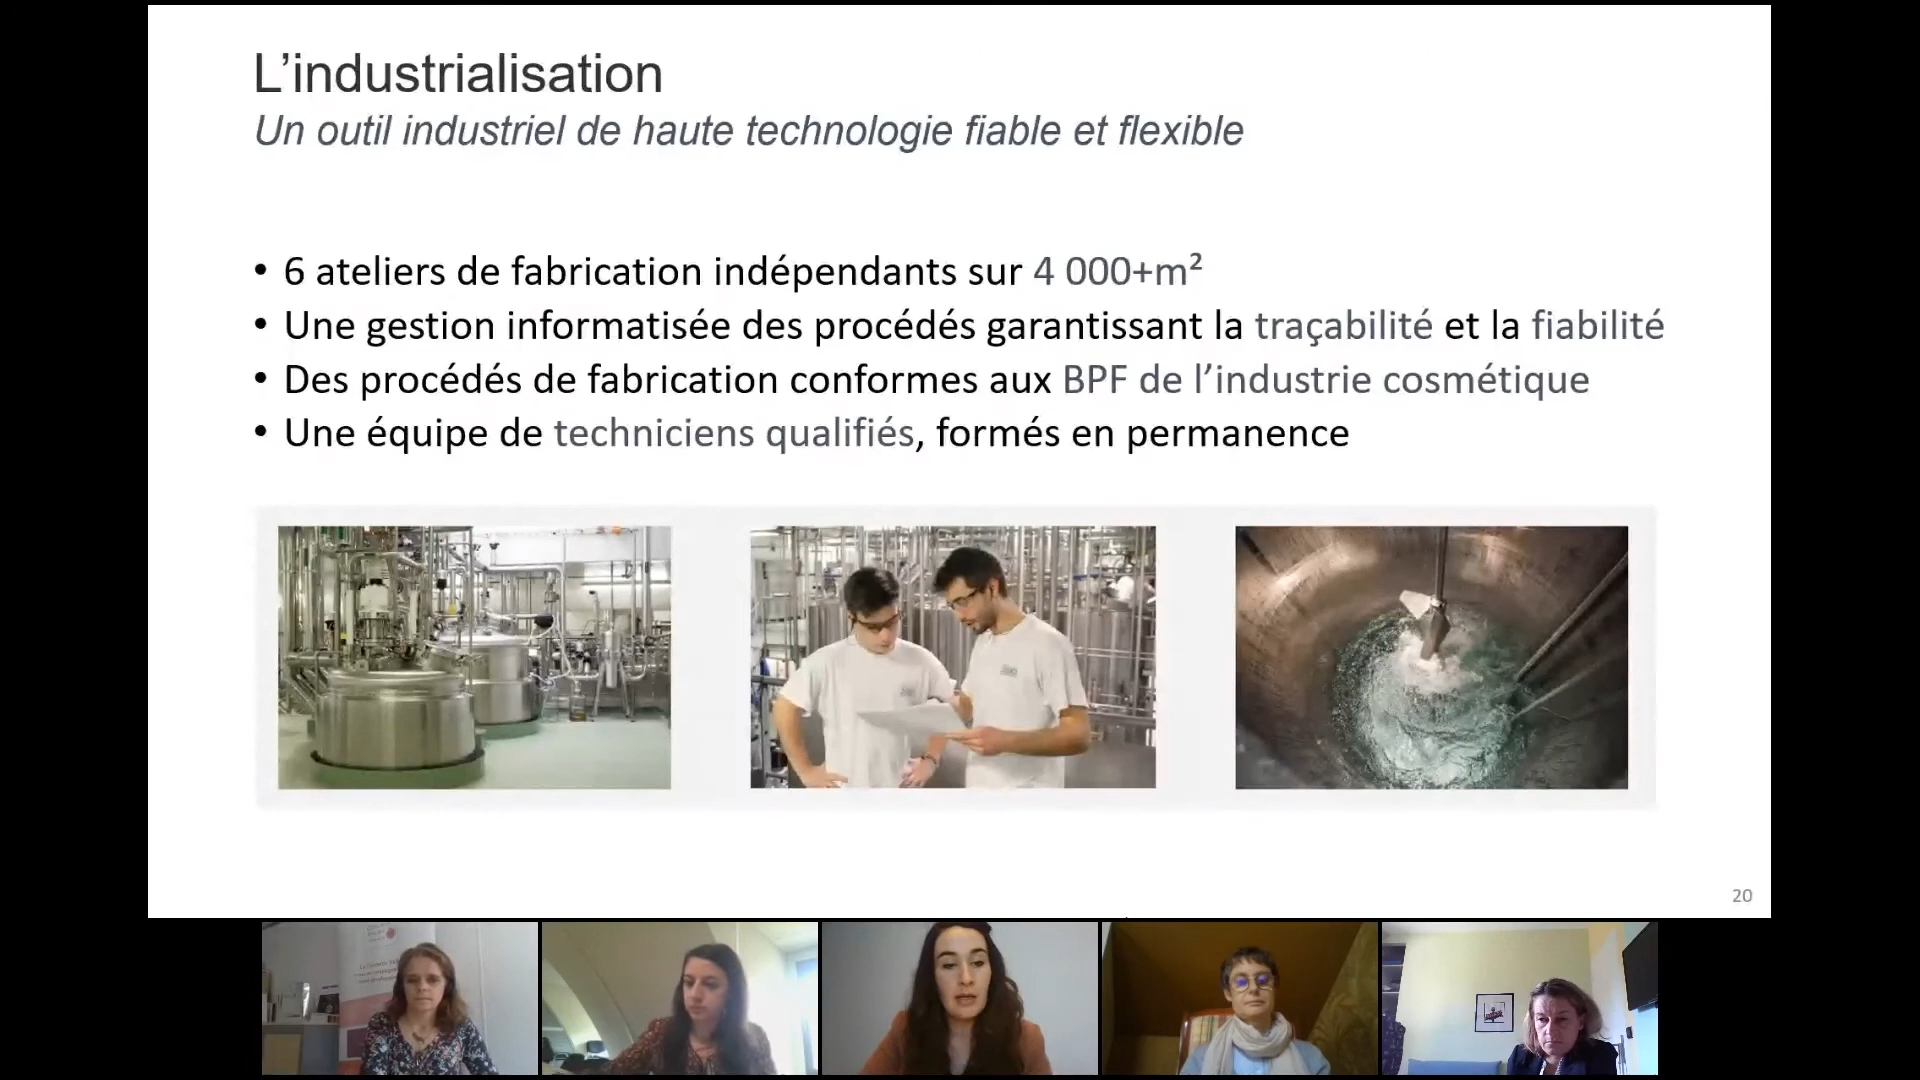 L’industrialisation
Un outil industriel de haute technologie fiable et flexible
• 6 ateliers de fabrication indépendants sur 4 000+m²
• Une gestion informatisée des procédés garantissant la traçabilité et la fiabilité
• Des procédés de fabrication conformes aux BPF de l’industrie cosmétique
• Une équipe de techniciens qualifiés, formés en permanence
20